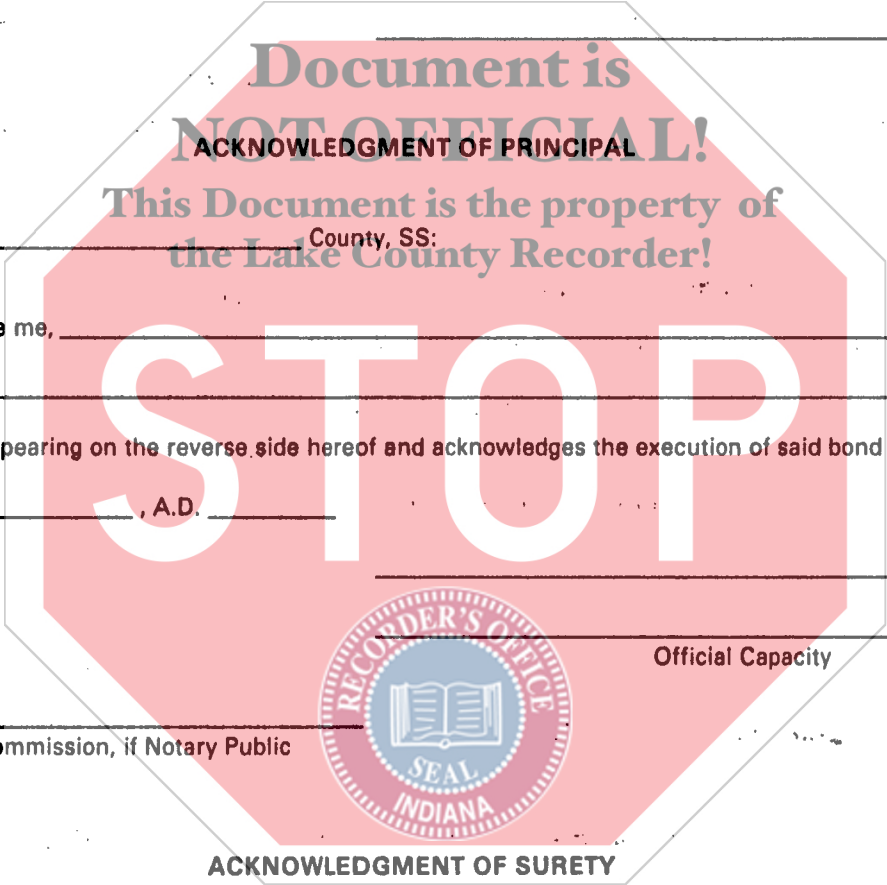 Document is
NOT OFFICIAL!
ACKNOWLEDGMENT OF PRINCIPAL
This Document is the property of
County, SS:
the Lake County Recorder!
me,
STOP
pearing on the reverse side hereof and acknowledges the execution of said bond
, A.D.
RECORDER'S OFFICE
Official Capacity
SEAL
INDIANA
ommission, if Notary Public
ACKNOWLEDGMENT OF SURETY